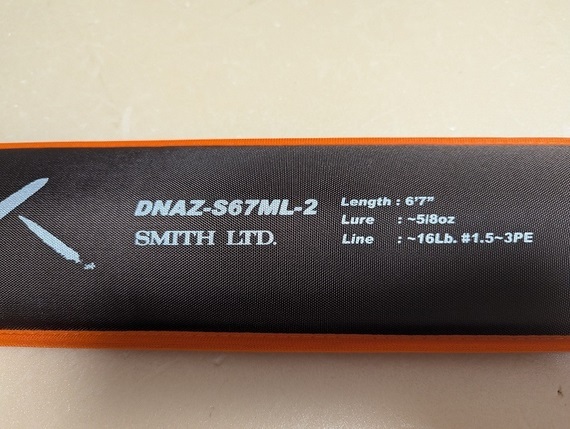 DNAZ-S67ML-2
SMITH LTD.
Length : 6'7"
Lure : ~5/8oz
Line : ~16Lb. #1.5~3PE